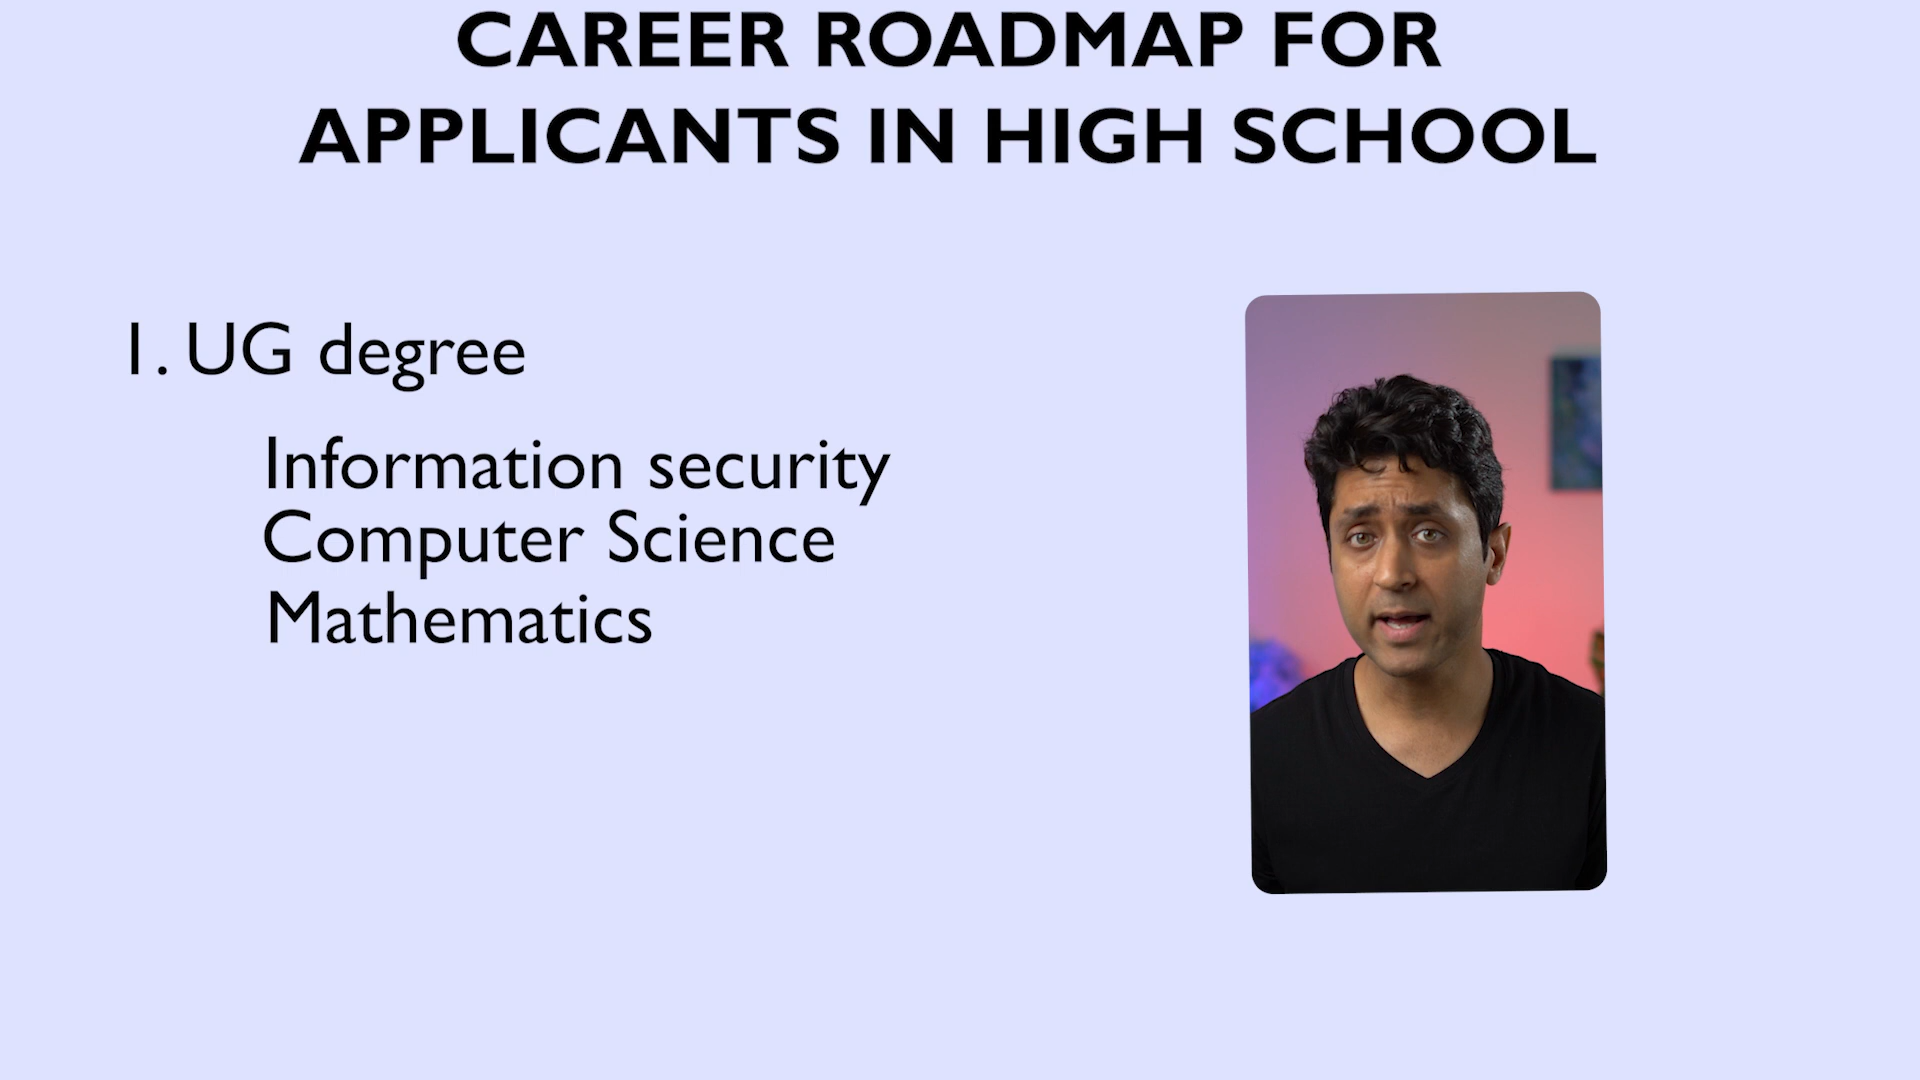 CAREER ROADMAP FOR
APPLICANTS IN HIGH SCHOOL
1. UG degree
Information security
Computer Science
Mathematics